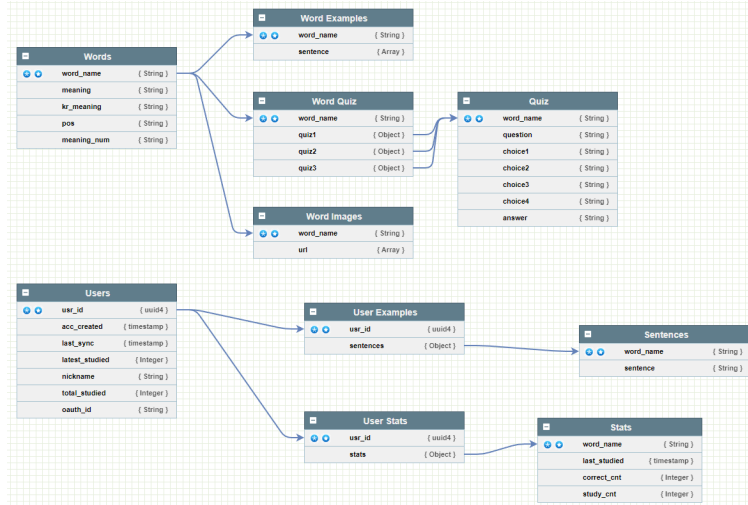 Word Examples
word_name { String }
sentence { Array }
Words
word_name { String }
meaning { String }
kr_meaning { String }
pos { String }
meaning_num { String }
Word Quiz
word_name { String }
quiz1 { Object }
quiz2 { Object }
quiz3 { Object }
Quiz
word_name { String }
question { String }
choice1 { String }
choice2 { String }
choice3 { String }
choice4 { String }
answer { String }
Word Images
word_name { String }
url { Array }
Users
usr_id { uuid4 }
acc_created { timestamp }
last_sync { timestamp }
latest_studied { Integer }
nickname { String }
total_studied { Integer }
oauth_id { String }
User Examples
usr_id { uuid4 }
sentences { Object }
Sentences
word_name { String }
sentence { String }
User Stats
usr_id { uuid4 }
stats { Object }
Stats
word_name { String }
last_studied { timestamp }
correct_cnt { Integer }
study_cnt { Integer }